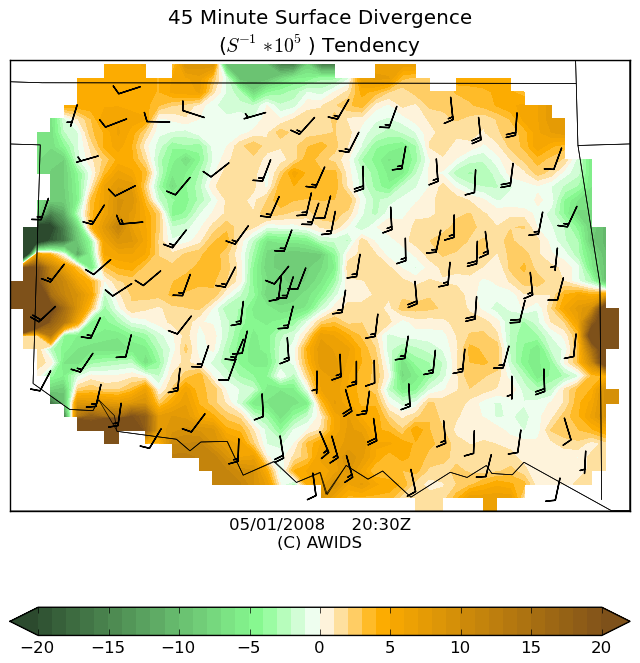 45 Minute Surface Divergence
(S⁻¹ * 10⁵ ) Tendency
05/01/2008 20:30Z
(C) AWIDS
−20 −15 −10 −5 0 5 10 15 20